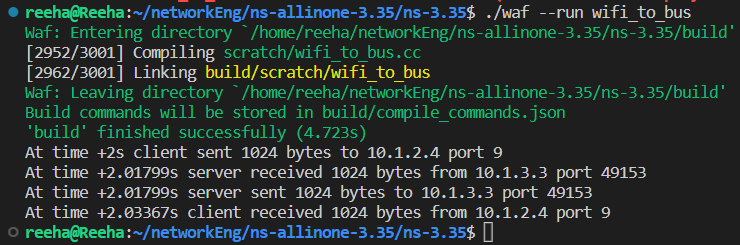 reeha@Reeha:~/networkEng/ns-allinone-3.35/ns-3.35$ ./waf --run wifi_to_bus
Waf: Entering directory `/home/reeha/networkEng/ns-allinone-3.35/ns-3.35/build'
[2952/3001] Compiling scratch/wifi_to_bus.cc
[2962/3001] Linking build/scratch/wifi_to_bus
Waf: Leaving directory `/home/reeha/networkEng/ns-allinone-3.35/ns-3.35/build'
Build commands will be stored in build/compile_commands.json
'build' finished successfully (4.723s)
At time +2s client sent 1024 bytes to 10.1.2.4 port 9
At time +2.01799s server received 1024 bytes from 10.1.3.3 port 49153
At time +2.01799s server sent 1024 bytes to 10.1.3.3 port 49153
At time +2.03367s client received 1024 bytes from 10.1.2.4 port 9
reeha@Reeha:~/networkEng/ns-allinone-3.35/ns-3.35$